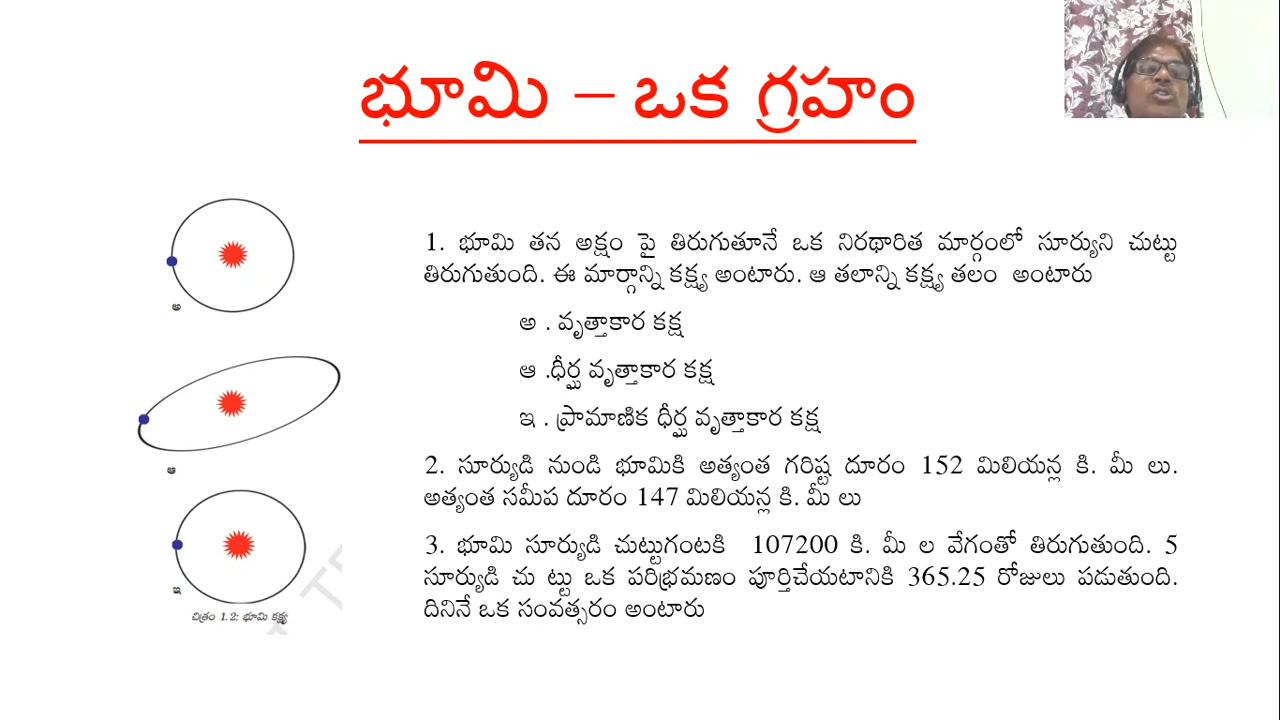 భూమి – ఒక గ్రహం
అ
ఆ
ఇ
చిత్రం 1.2: భూమి కక్ష్య
1. భూమి తన అక్షం పై తిరుగుతూనే ఒక నిరథారిత మార్గంలో సూర్యుని చుట్టు
తిరుగుతుంది. ఈ మార్గాన్ని కక్ష్య అంటారు. ఆ తలాన్ని కక్ష్య తలం అంటారు
అ . వృత్తాకార కక్ష
ఆ .ధీర్ఘ వృత్తాకార కక్ష
ఇ . ప్రామాణిక ధీర్ఘ వృత్తాకార కక్ష
2. సూర్యుడి నుండి భూమికి అత్యంత గరిష్ట దూరం 152 మిలియన్ల కి. మీ లు.
అత్యంత సమీప దూరం 147 మిలియన్ల కి. మీ లు
3. భూమి సూర్యుడి చుట్టుగంటకి 107200 కి. మీ ల వేగంతో తిరుగుతుంది. 5
సూర్యుడి చు ట్టు ఒక పరిభ్రమణం పూర్తిచేయటానికి 365.25 రోజులు పడుతుంది.
దినినే ఒక సంవత్సరం అంటారు